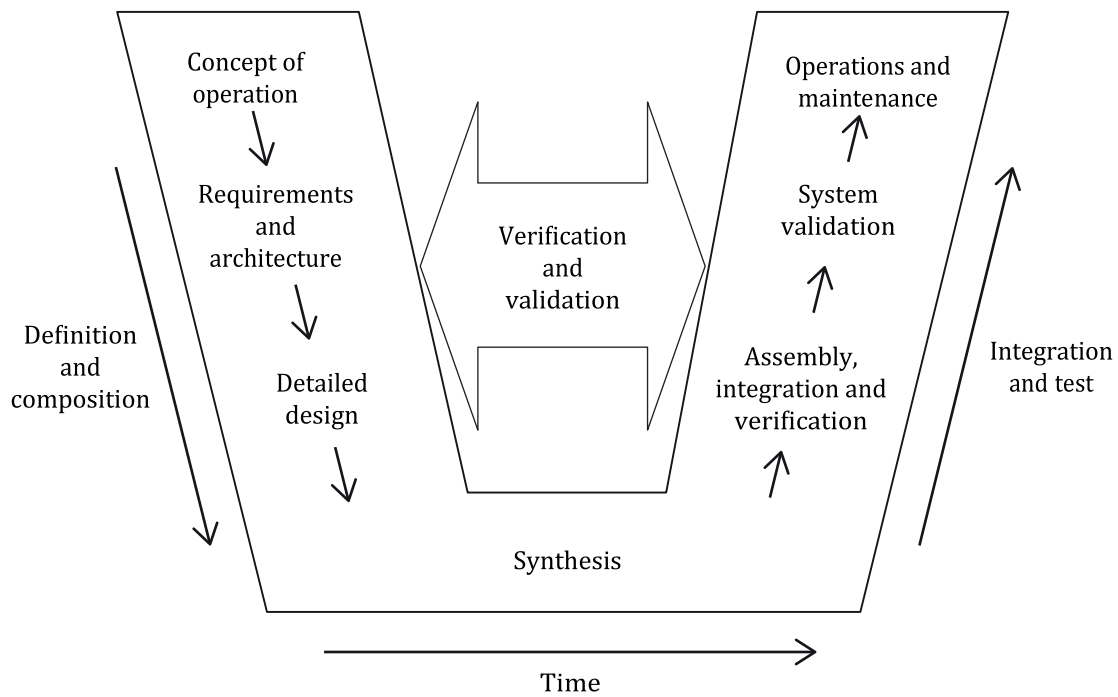 Concept of
operation
Requirements
and
architecture
Detailed
design
Definition
and
composition
Verification
and
validation
Synthesis
Operations and
maintenance
System
validation
Assembly,
integration and
verification
Integration
and test
Time